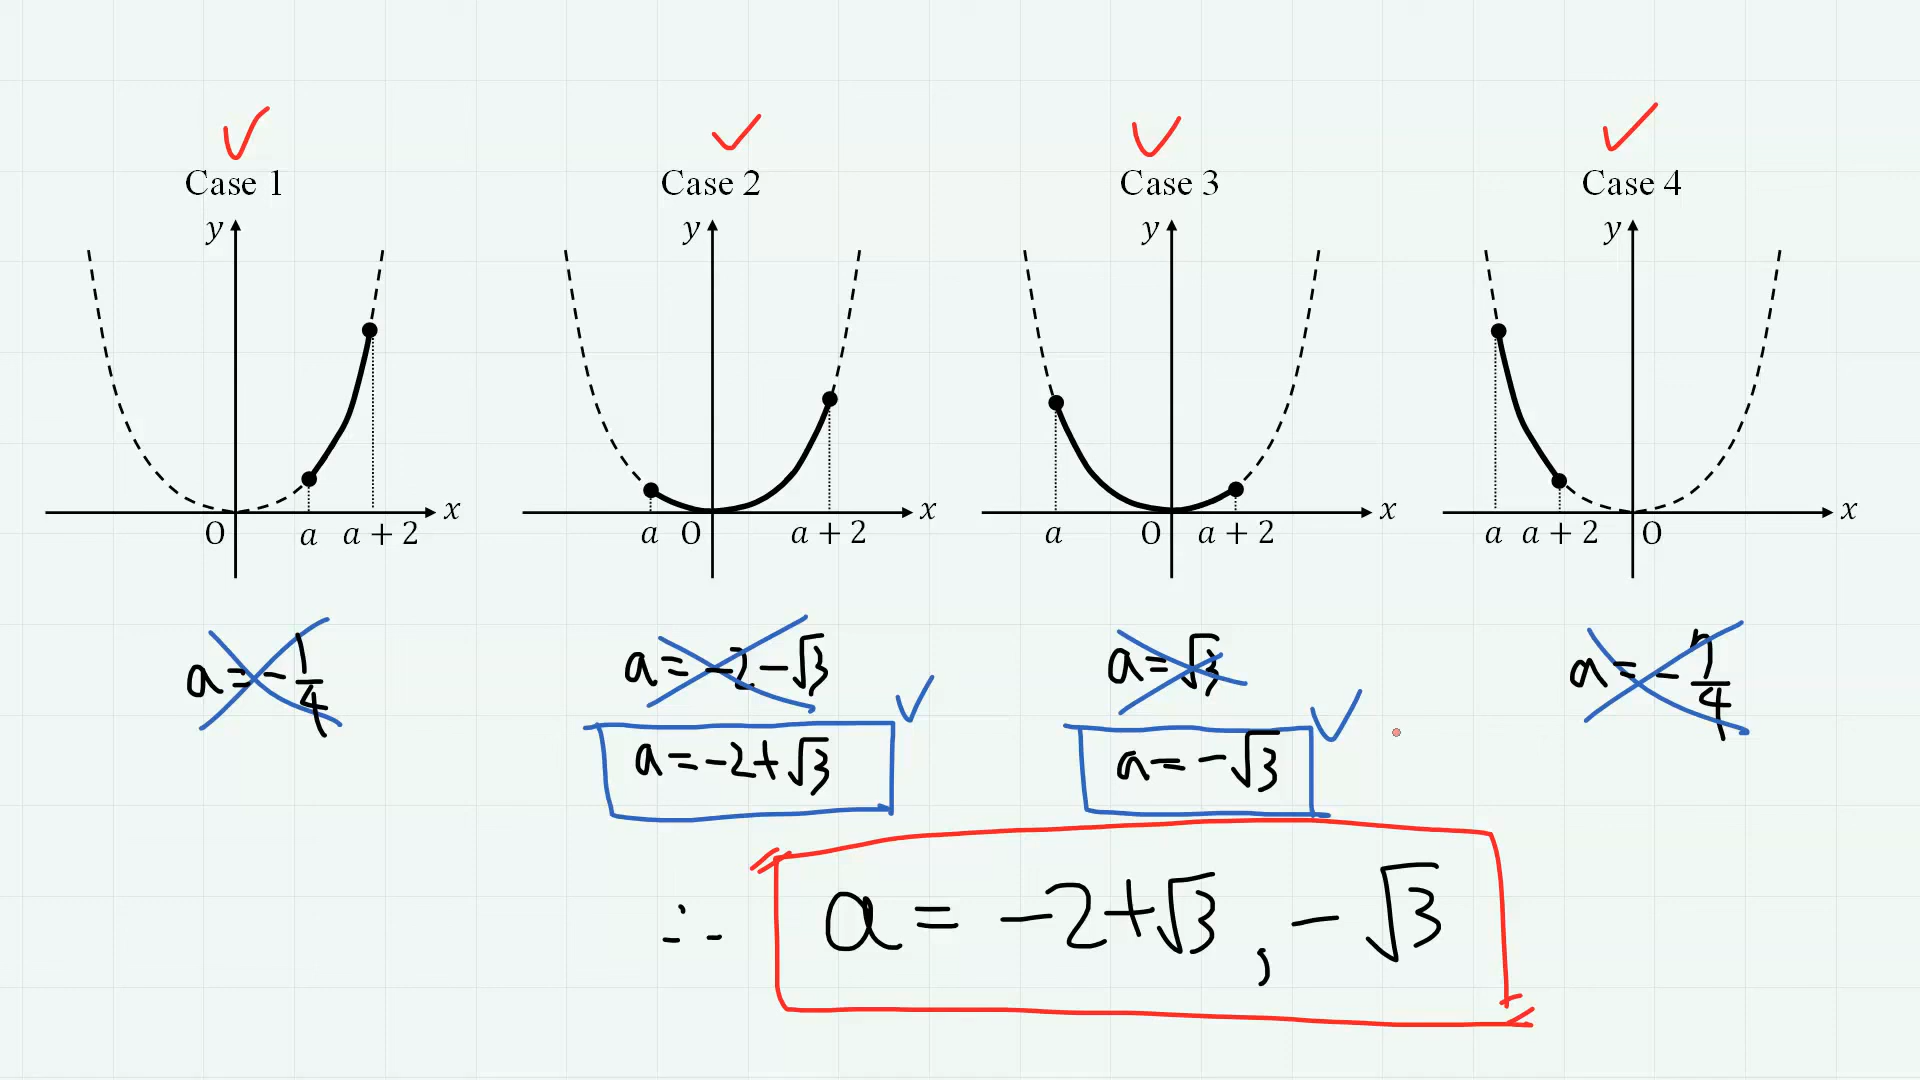 Case 1
Case 2
Case 3
Case 4
y
y
y
y
x
x
x
x
O a a + 2
a O a + 2
a O a + 2
a a + 2 O
a = -1/4
a = -2-√3
a = √3
a = -7/4
a = -2+√3
a = -√3
∴ a = -2+√3, -√3